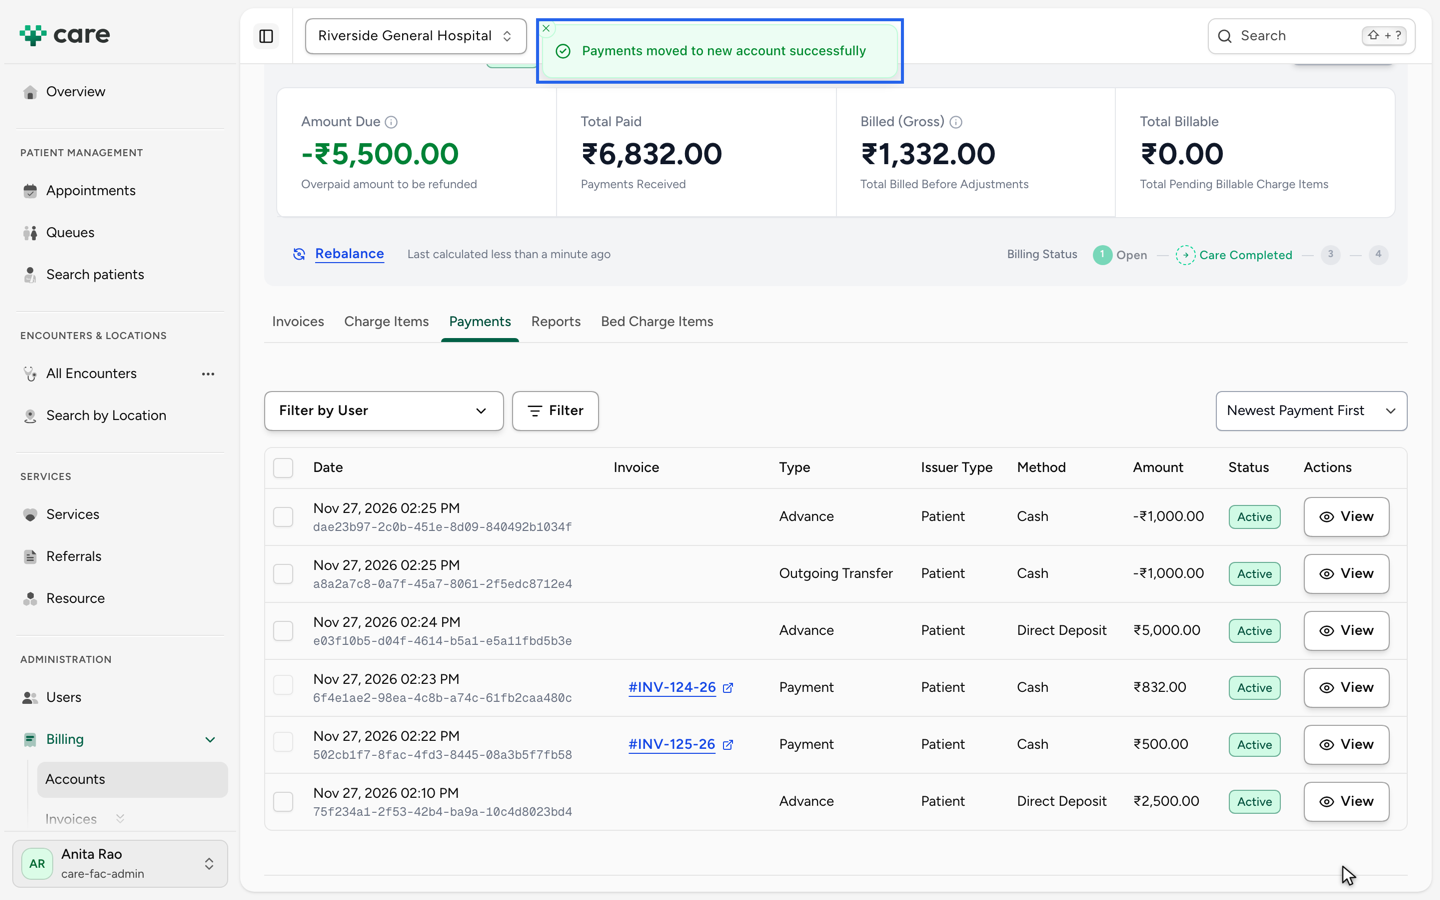 care
Riverside General Hospital
Payments moved to new account successfully
Search
+ ?
Overview
PATIENT MANAGEMENT
Appointments
Queues
Search patients
ENCOUNTERS & LOCATIONS
All Encounters
Search by Location
SERVICES
Services
Referrals
Resource
ADMINISTRATION
Users
Billing
Accounts
Invoices
AR
Anita Rao
care-fac-admin
Amount Due
-₹5,500.00
Overpaid amount to be refunded
Total Paid
₹6,832.00
Payments Received
Billed (Gross)
₹1,332.00
Total Billed Before Adjustments
Total Billable
₹0.00
Total Pending Billable Charge Items
Rebalance Last calculated less than a minute ago
Billing Status 1 Open Care Completed 3 4
Invoices Charge Items Payments Reports Bed Charge Items
Filter by User Filter Newest Payment First
Date Invoice Type Issuer Type Method Amount Status Actions
Nov 27, 2026 02:25 PM
dae23b97-2c0b-451e-8d09-840492b1034f
Advance Patient Cash -₹1,000.00 Active View
Nov 27, 2026 02:25 PM
a8a2a7c8-0a7f-45a7-8061-2f5edc8712e4
Outgoing Transfer Patient Cash -₹1,000.00 Active View
Nov 27, 2026 02:24 PM
e03f10b5-d04f-4614-b5a1-e5a11fbd5b3e
Advance Patient Direct Deposit ₹5,000.00 Active View
Nov 27, 2026 02:23 PM
6f4e1ae2-98ea-4c8b-a74c-61fb2caa480c
#INV-124-26 Payment Patient Cash ₹832.00 Active View
Nov 27, 2026 02:22 PM
502cb1f7-8fac-4fd3-8445-08a3b5f7fb58
#INV-125-26 Payment Patient Cash ₹500.00 Active View
Nov 27, 2026 02:10 PM
75f234a1-2f53-42b4-ba9a-10c4d8023bd4
Advance Patient Direct Deposit ₹2,500.00 Active View